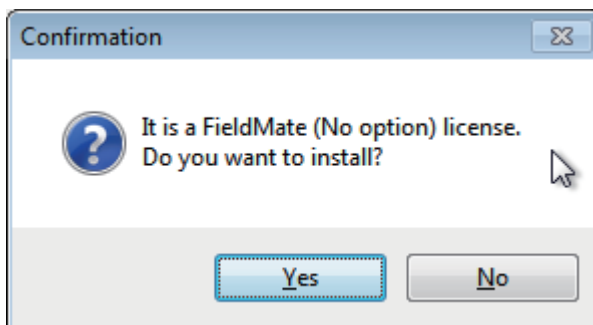 Confirmation
It is a FieldMate (No option) license.
Do you want to install?
Yes
No